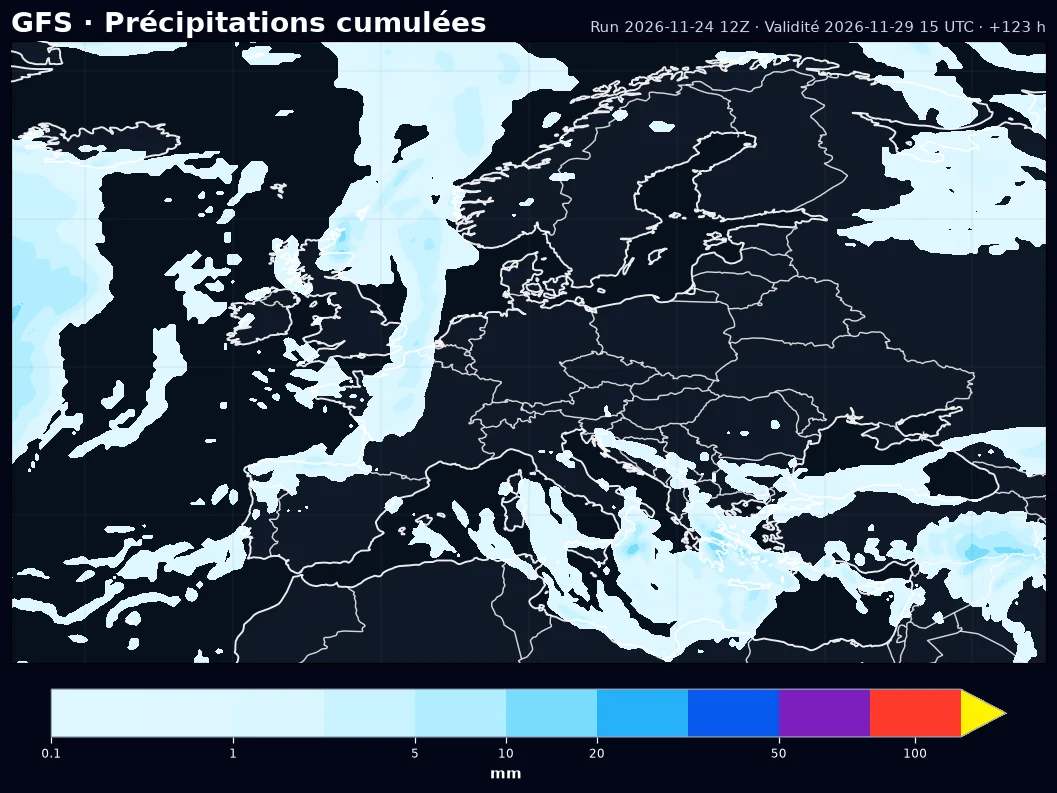 GFS · Précipitations cumulées
Run 2026-11-24 12Z · Validité 2026-11-29 15 UTC · +123 h
0.1 1 5 10 20 50 100
mm